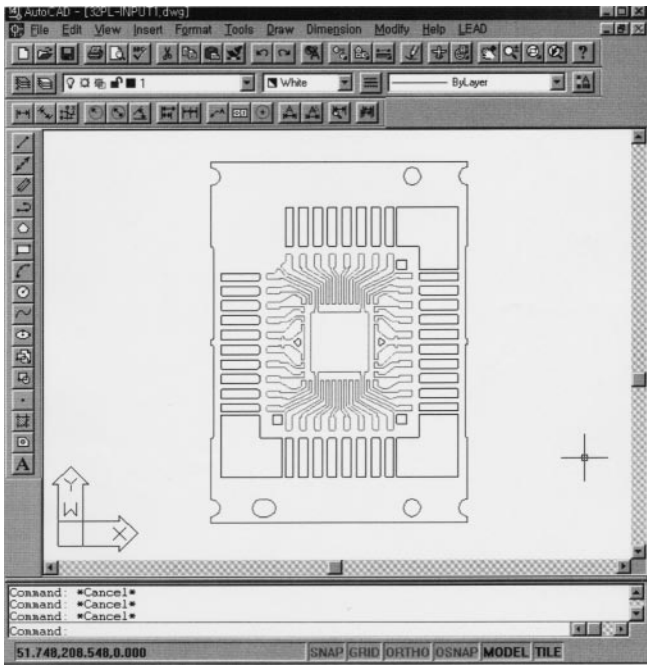 AutoCAD - [32PL-INPUT1.dwg]
File Edit View Insert Format Tools Draw Dimension Modify Help LEAD
1 White ByLayer
A
Y
W
X
Command: *Cancel*
Command: *Cancel*
Command: *Cancel*
Command:
51.748,208.548,0.000 SNAP GRID ORTHO OSNAP MODEL TILE